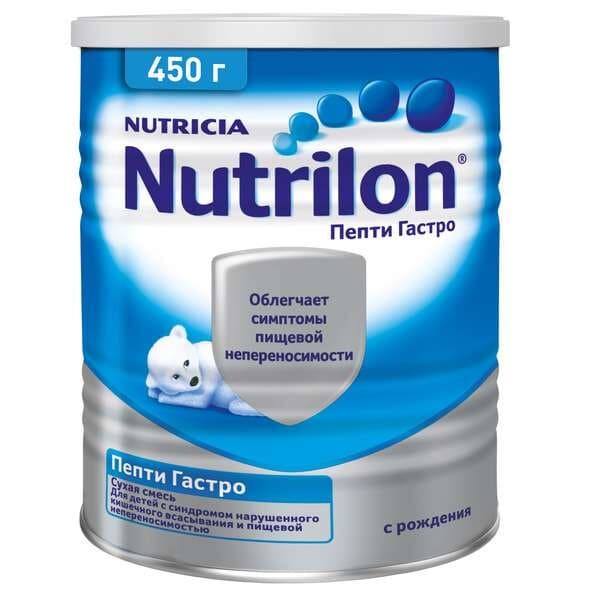 450 г
NUTRICIA
Nutrilon®
Пепти Гастро
Облегчает
симптомы
пищевой
непереносимости
Пепти Гастро
Сухая смесь
Для детей с синдромом нарушенного
кишечного всасывания и пищевой
непереносимостью
с рождения